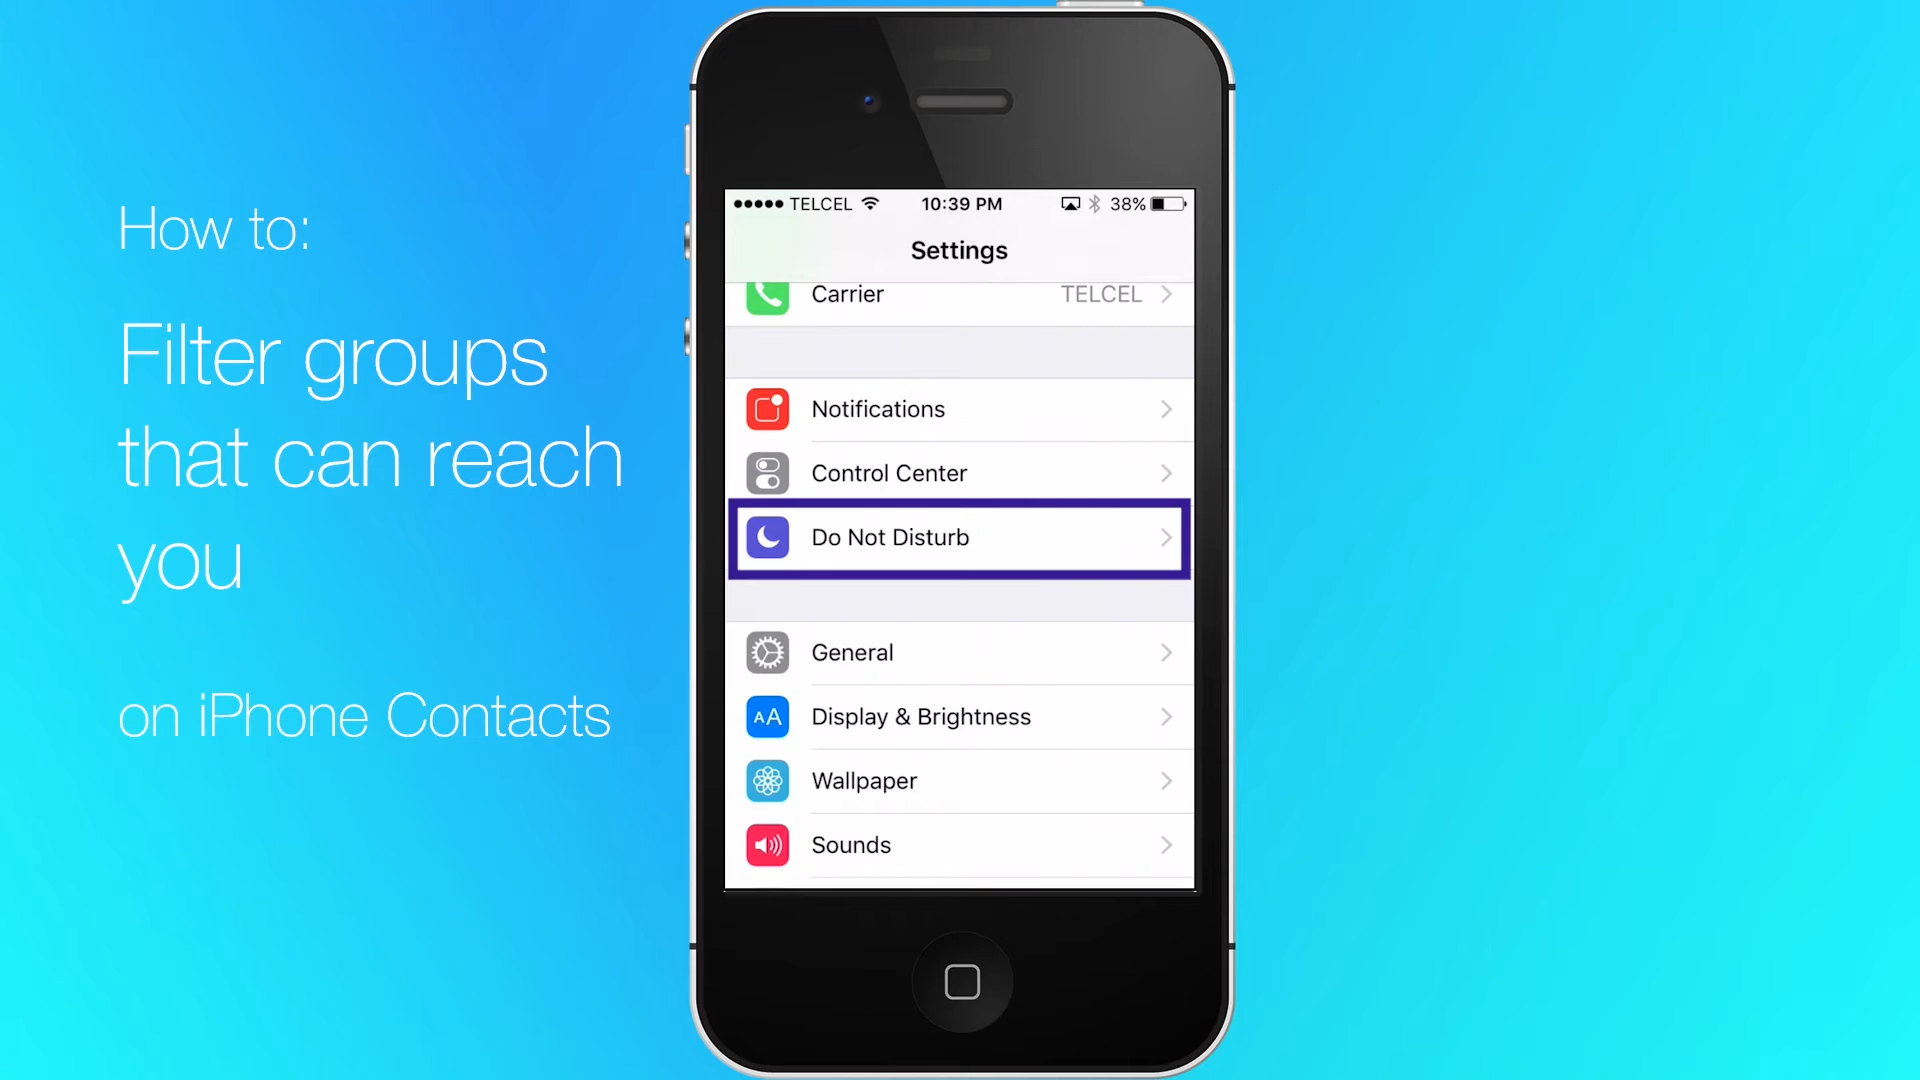 How to:
Filter groups
that can reach
you
on iPhone Contacts
TELCEL 10:39 PM 38%
Settings
Carrier TELCEL
Notifications
Control Center
Do Not Disturb
General
AA Display & Brightness
Wallpaper
Sounds